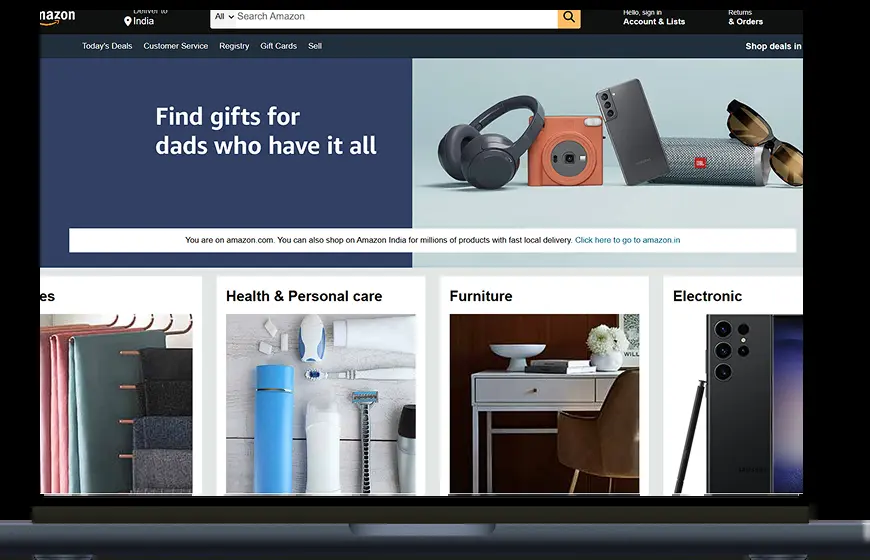 mazon
Deliver to
India
All
Search Amazon
Hello, sign in
Account & Lists
Returns
& Orders
Today's Deals
Customer Service
Registry
Gift Cards
Sell
Shop deals in
Find gifts for
dads who have it all
JBL
You are on amazon.com. You can also shop on Amazon India for millions of products with fast local delivery. Click here to go to amazon.in
es
Health & Personal care
Furniture
Electronic
WILL